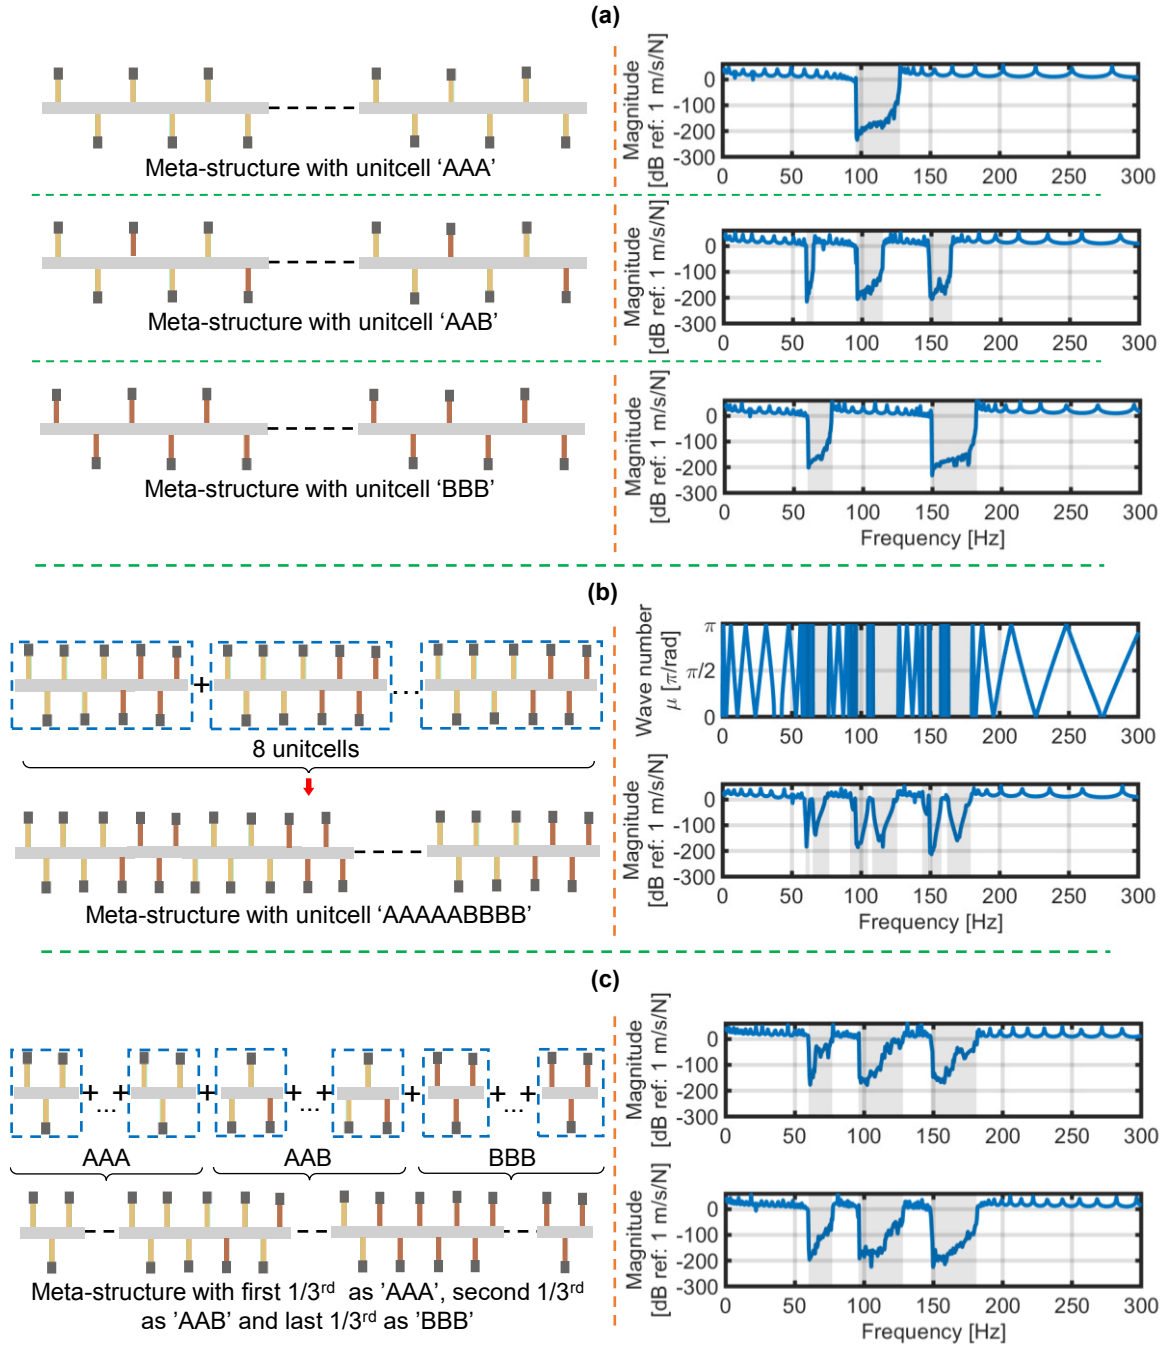 (a)
Magnitude
[dB ref: 1 m/s/N]
0
-100
-200
-300
0 50 100 150 200 250 300
Meta-structure with unitcell ‘AAA’
Magnitude
[dB ref: 1 m/s/N]
0
-100
-200
-300
0 50 100 150 200 250 300
Meta-structure with unitcell ‘AAB’
Magnitude
[dB ref: 1 m/s/N]
0
-100
-200
-300
0 50 100 150 200 250 300
Frequency [Hz]
Meta-structure with unitcell ‘BBB’
(b)
+ ...
8 unitcells
Wave number
μ [π/rad]
π
π/2
0
0 50 100 150 200 250 300
Magnitude
[dB ref: 1 m/s/N]
0
-100
-200
-300
0 50 100 150 200 250 300
Frequency [Hz]
Meta-structure with unitcell ‘AAAAABBBB’
(c)
+ ... + + + ... + + + ... +
AAA AAB BBB
Magnitude
[dB ref: 1 m/s/N]
0
-100
-200
-300
0 50 100 150 200 250 300
Magnitude
[dB ref: 1 m/s/N]
0
-100
-200
-300
0 50 100 150 200 250 300
Frequency [Hz]
Meta-structure with first 1/3rd as ’AAA’, second 1/3rd
as ’AAB’ and last 1/3rd as ’BBB’